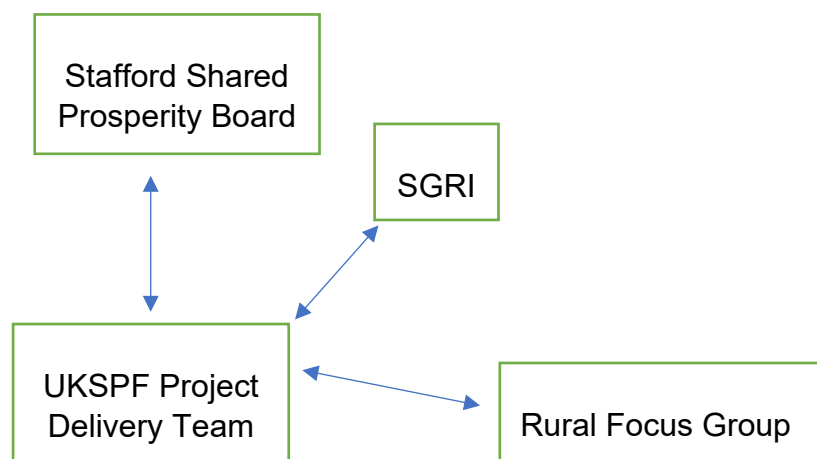 Stafford Shared
Prosperity Board
SGRI
UKSPF Project
Delivery Team
Rural Focus Group